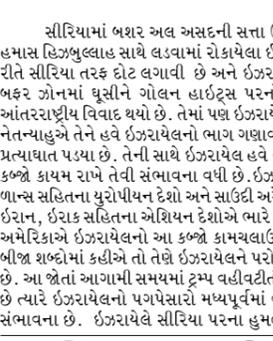 સીરિયામાં બશર અલ અસદની સત્તા
હમાસ હિઝબુલ્લાહ સાથે લડવામાં રોકાયેલા
રીતે સીરિયા તરફ દોટ લગાવી છે અને ઇઝર
બફર ઝોનમાં ઘૂસીને ગોલન હાઇટ્સ પરનો
આંતરરાષ્ટ્રીય વિવાદ થયો છે. તેમાં પણ ઇઝરાયે
નેતન્યાહુએ તેને હવે ઇઝરાયેલનો ભાગ ગણાવ
પ્રત્યાઘાત પડયા છે. તેની સાથે ઇઝરાયેલ હવે
કબ્જો કાયમ રાખે તેવી સંભાવના વધી છે. ઇઝ
ળાન્સ સહિતના યુરોપીયન દેશો અને સાઉદી અ
ઇરાન, ઇરાક સહિતના એશિયન દેશોએ ભારે
અમેરિકાએ ઇઝરાયેલનો આ કબ્જો કામચલાઉ
બીજા શબ્દોમાં કહીએ તો તેણે ઇઝરાયેલને પરો
છે. આ જોતાં આગામી સમયમાં ટ્રમ્પ વહીવટીત
છે ત્યારે ઇઝરાયેલનો પગપેસારો મધ્યપૂર્વમાં
સંભાવના છે. ઇઝરાયેલે સીરિયા પરના હુમ